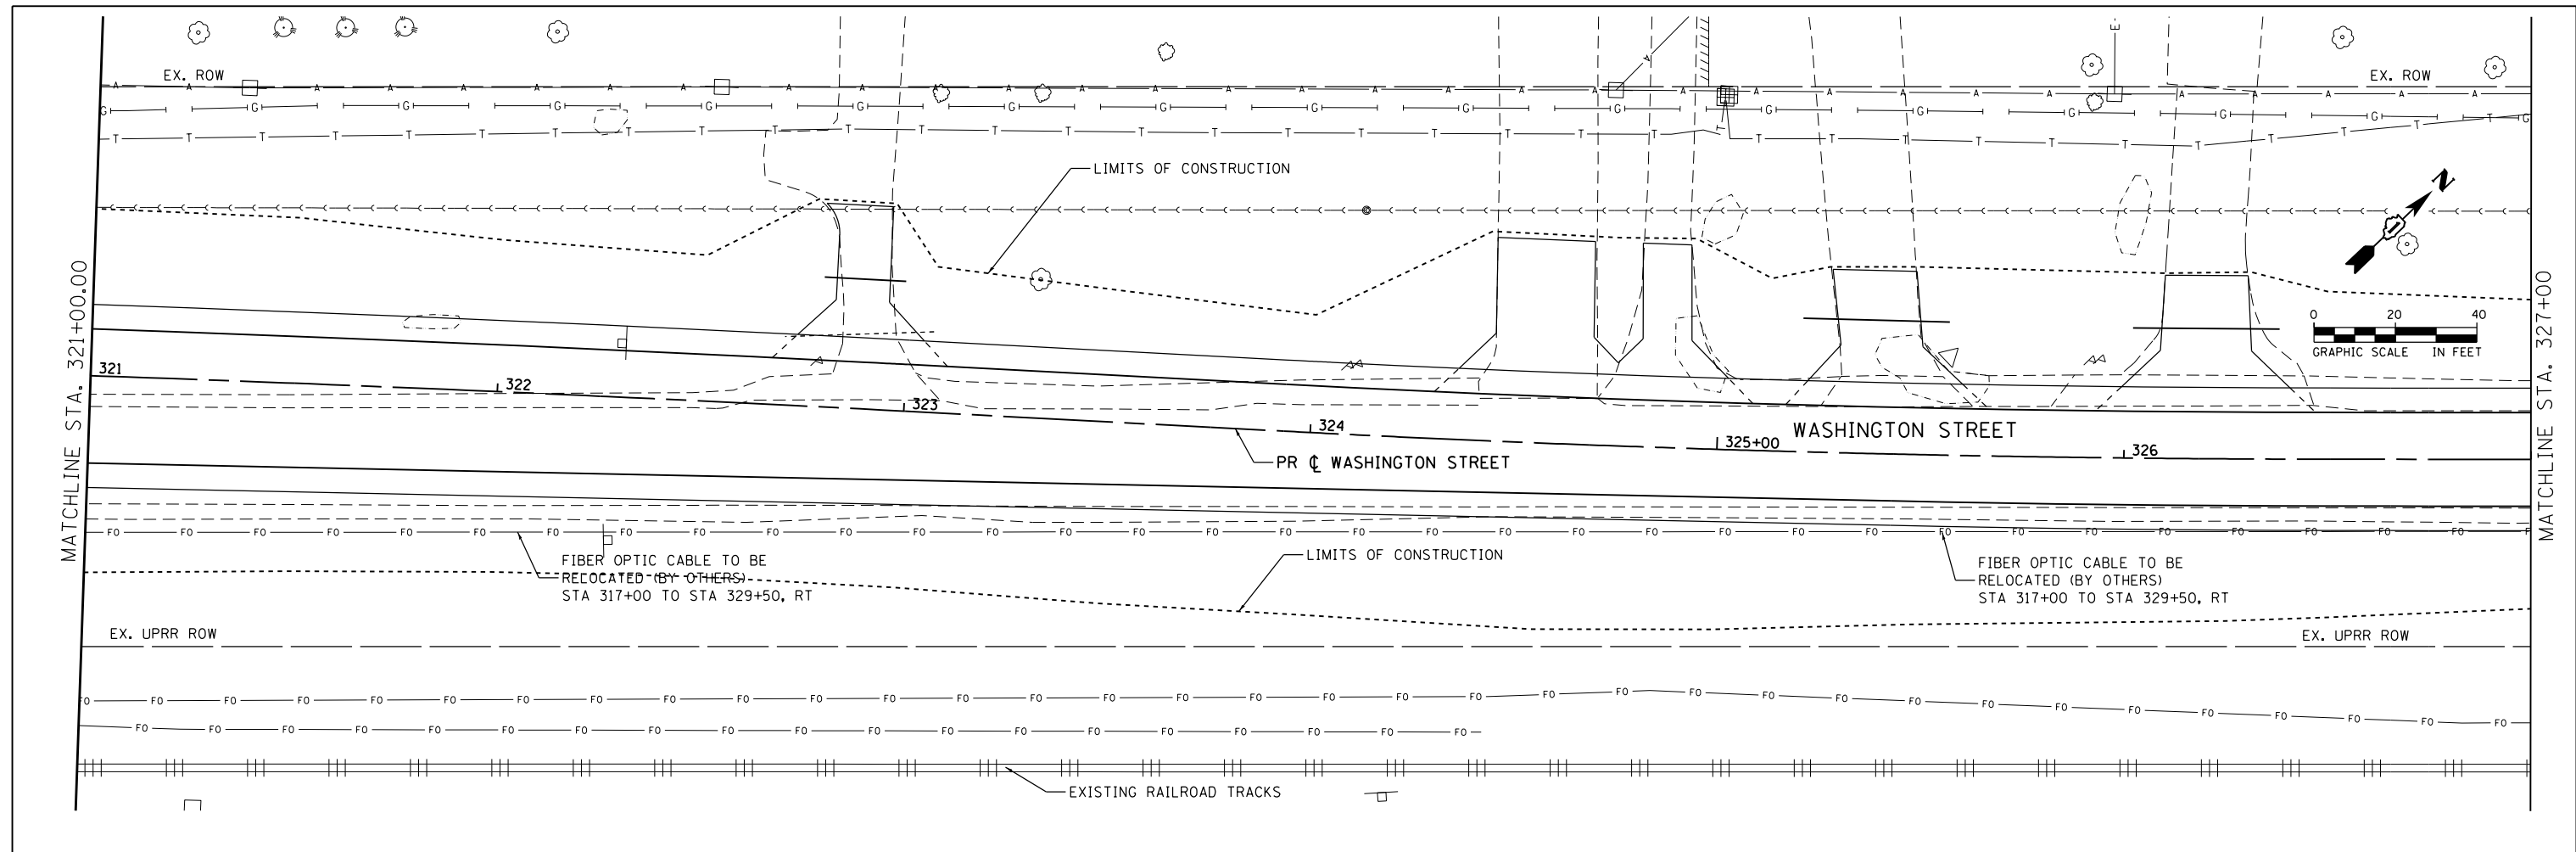 EX. ROW
EX. ROW
LIMITS OF CONSTRUCTION
N
0 20 40
GRAPHIC SCALE IN FEET
MATCHLINE STA. 321+00.00
MATCHLINE STA. 327+00
321
322
323
324
325+00
326
WASHINGTON STREET
PR ℄ WASHINGTON STREET
LIMITS OF CONSTRUCTION
FIBER OPTIC CABLE TO BE
RELOCATED (BY OTHERS)
STA 317+00 TO STA 329+50, RT
FIBER OPTIC CABLE TO BE
RELOCATED (BY OTHERS)
STA 317+00 TO STA 329+50, RT
EX. UPRR ROW
EX. UPRR ROW
EXISTING RAILROAD TRACKS